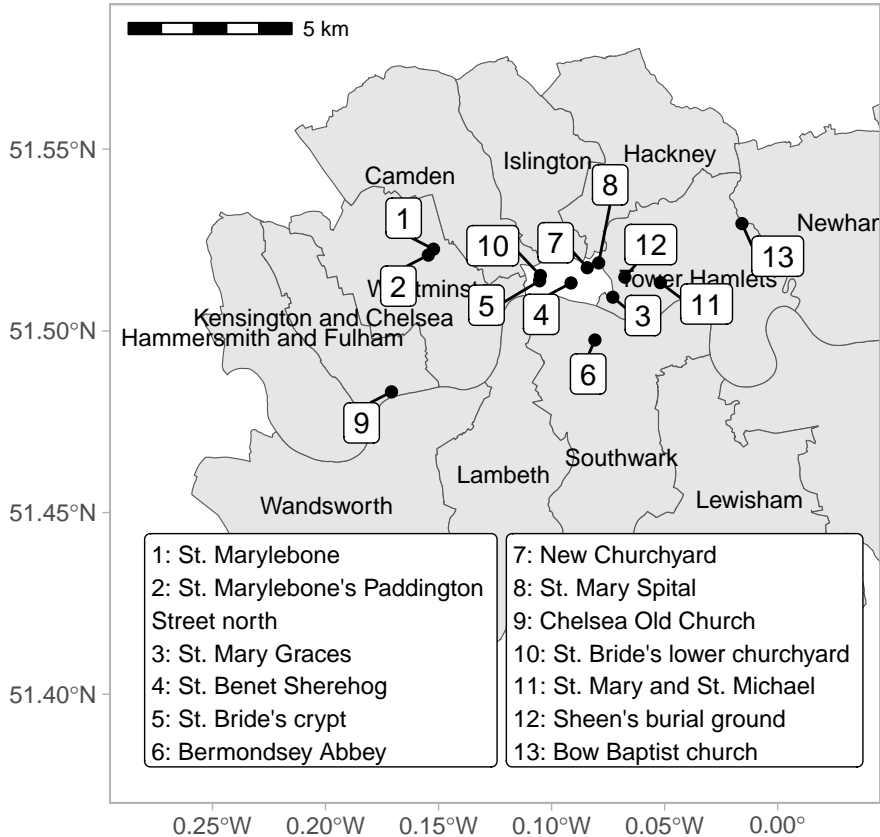 5 km
51.55°N
51.50°N
51.45°N
51.40°N
Hackney
Islington
Camden
8
1
7
12
10
Newham
13
2
Westminster
Tower Hamlets
5
4
3
11
Kensington and Chelsea
Hammersmith and Fulham
6
9
Southwark
Lambeth
Lewisham
Wandsworth
1: St. Marylebone
2: St. Marylebone's Paddington
Street north
3: St. Mary Graces
4: St. Benet Sherehog
5: St. Bride's crypt
6: Bermondsey Abbey
7: New Churchyard
8: St. Mary Spital
9: Chelsea Old Church
10: St. Bride's lower churchyard
11: St. Mary and St. Michael
12: Sheen's burial ground
13: Bow Baptist church
0.25°W
0.20°W
0.15°W
0.10°W
0.05°W
0.00°